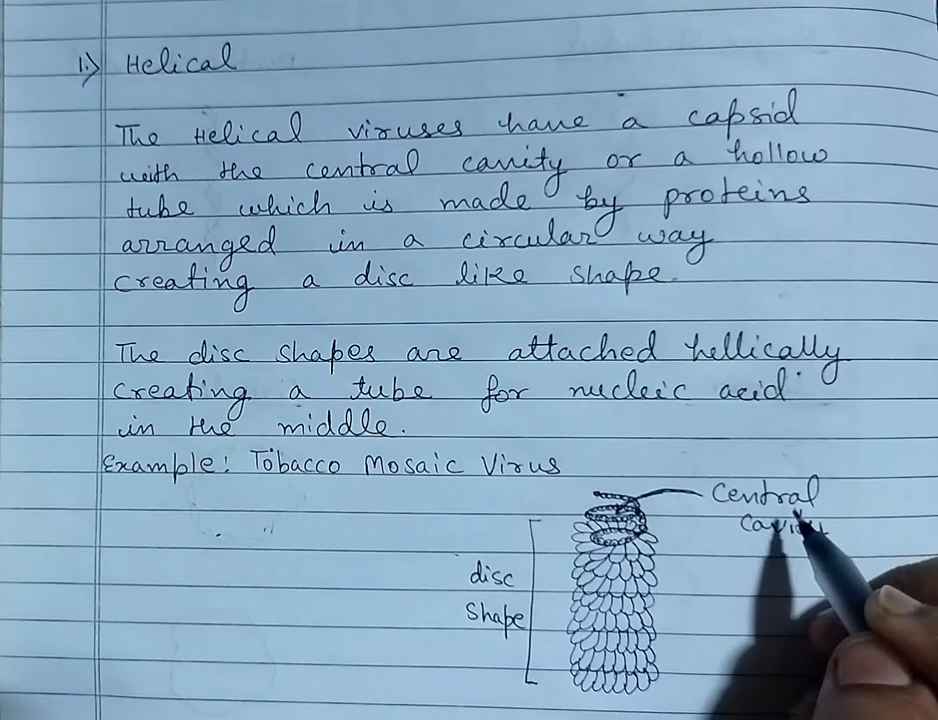 1.) Helical
The Helical viruses have a capsid
with the central cavity or a hollow
tube which is made by proteins
arranged in a circular way
creating a disc like shape.
The disc shapes are attached hellically
creating a tube for nucleic acid
in the middle.
Example: Tobacco Mosaic Virus
Central
cavity
disc
Shape